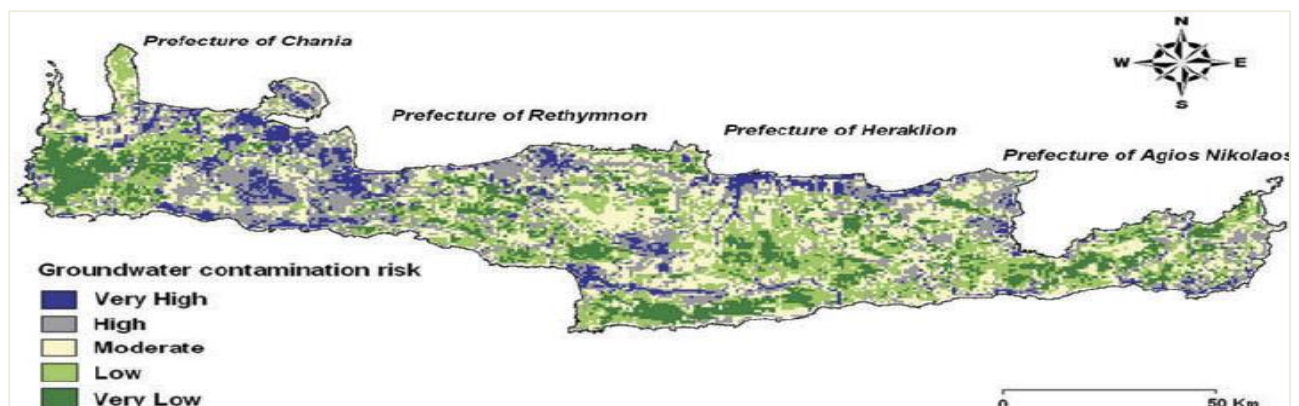 Prefecture of Chania
N
W E
S
Prefecture of Rethymnon
Prefecture of Heraklion
Prefecture of Agios Nikolaos
Groundwater contamination risk
Very High
High
Moderate
Low
Very Low
0 50 Km